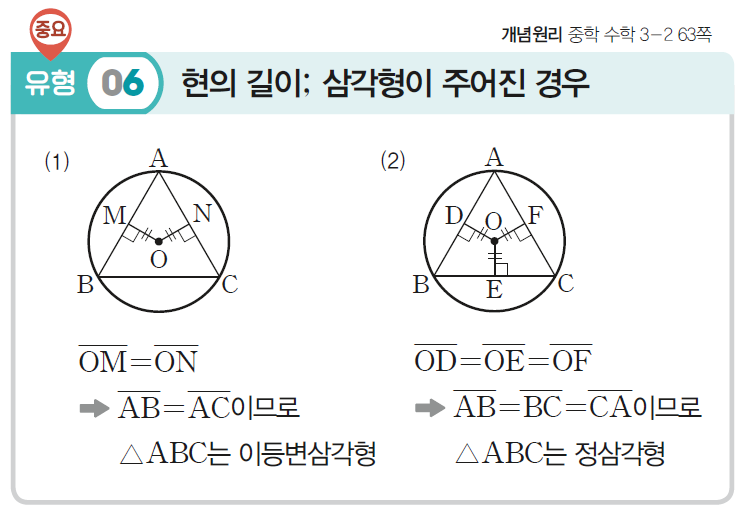 중요
개념원리 중학 수학 3-2 63쪽
유형 06 현의 길이; 삼각형이 주어진 경우
(1)
A
M N
O
B C
OM=ON
➡ AB=AC이므로
△ABC는 이등변삼각형
(2)
A
D O F
B E C
OD=OE=OF
➡ AB=BC=CA이므로
△ABC는 정삼각형